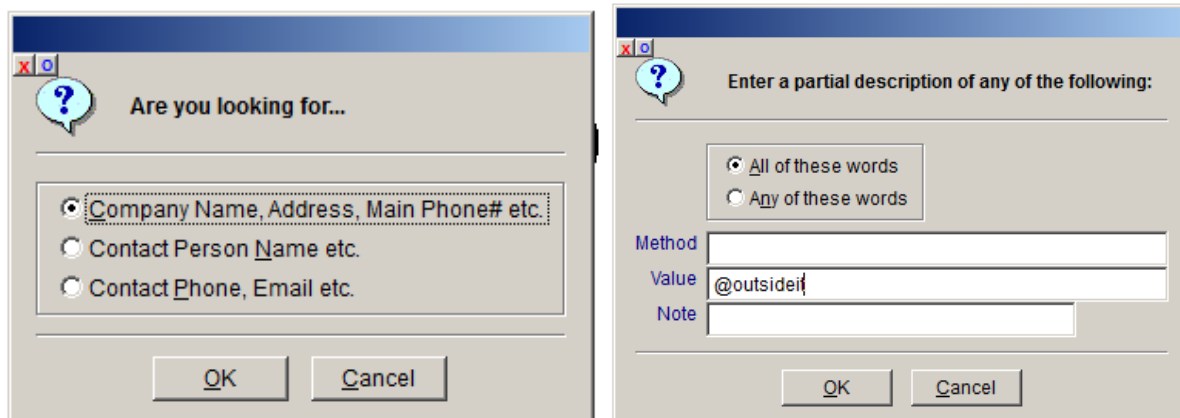 X O
Are you looking for...
Company Name, Address, Main Phone# etc.
Contact Person Name etc.
Contact Phone, Email etc.
OK Cancel
X O
Enter a partial description of any of the following:
All of these words
Any of these words
Method
Value @outsideit
Note
OK Cancel